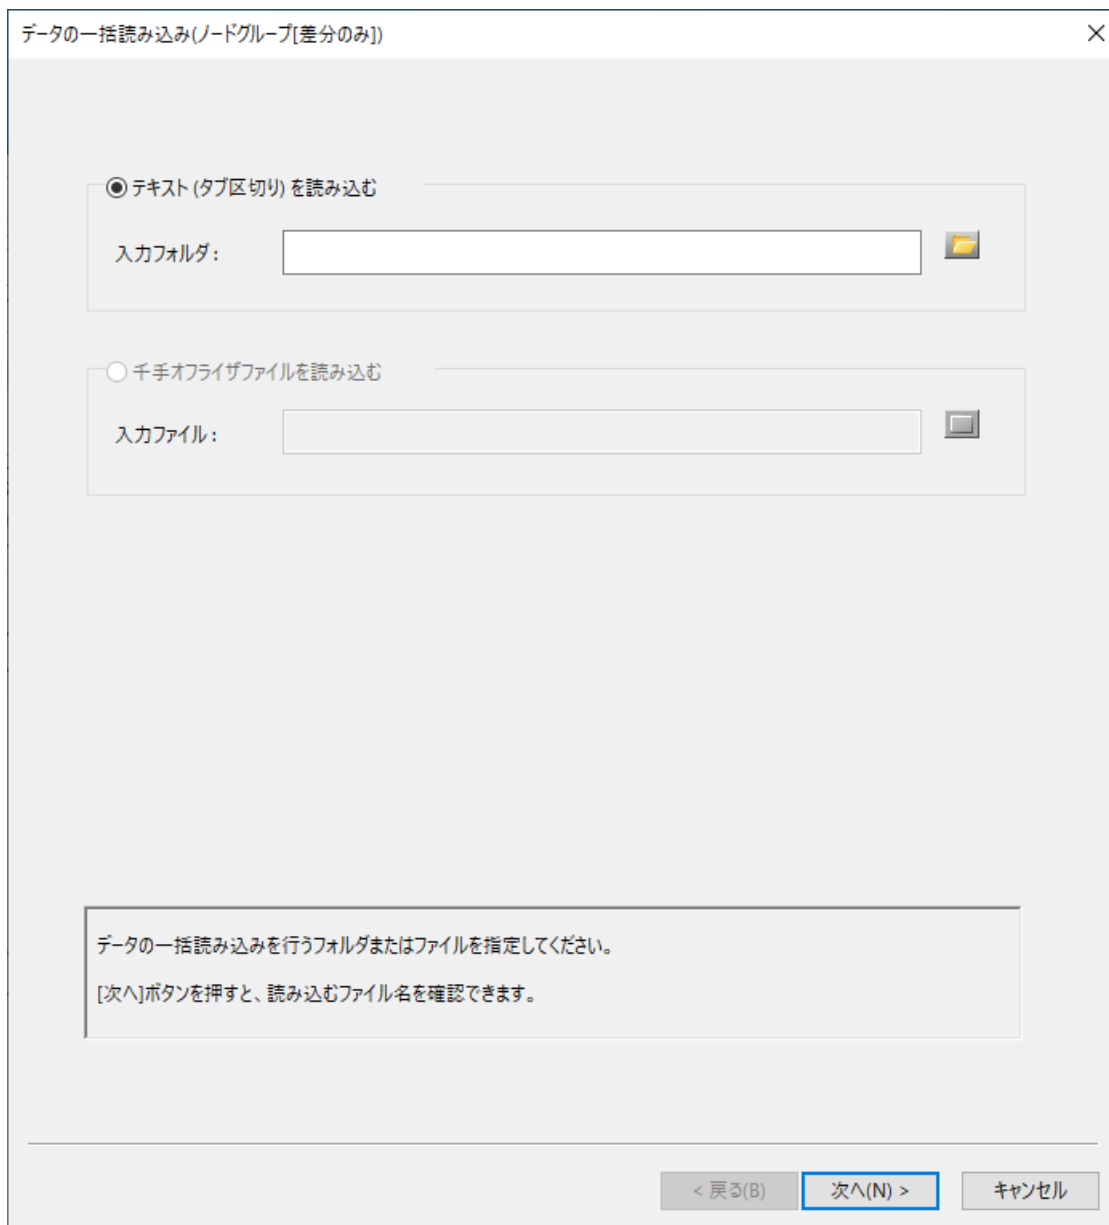 データの一括読み込み(ノードグループ[差分のみ])
テキスト (タブ区切り) を読み込む
入力フォルダ :
千手オフライザファイルを読み込む
入力ファイル :
データの一括読み込みを行うフォルダまたはファイルを指定してください。
[次へ]ボタンを押すと、読み込むファイル名を確認できます。
< 戻る(B)
次へ(N) >
キャンセル